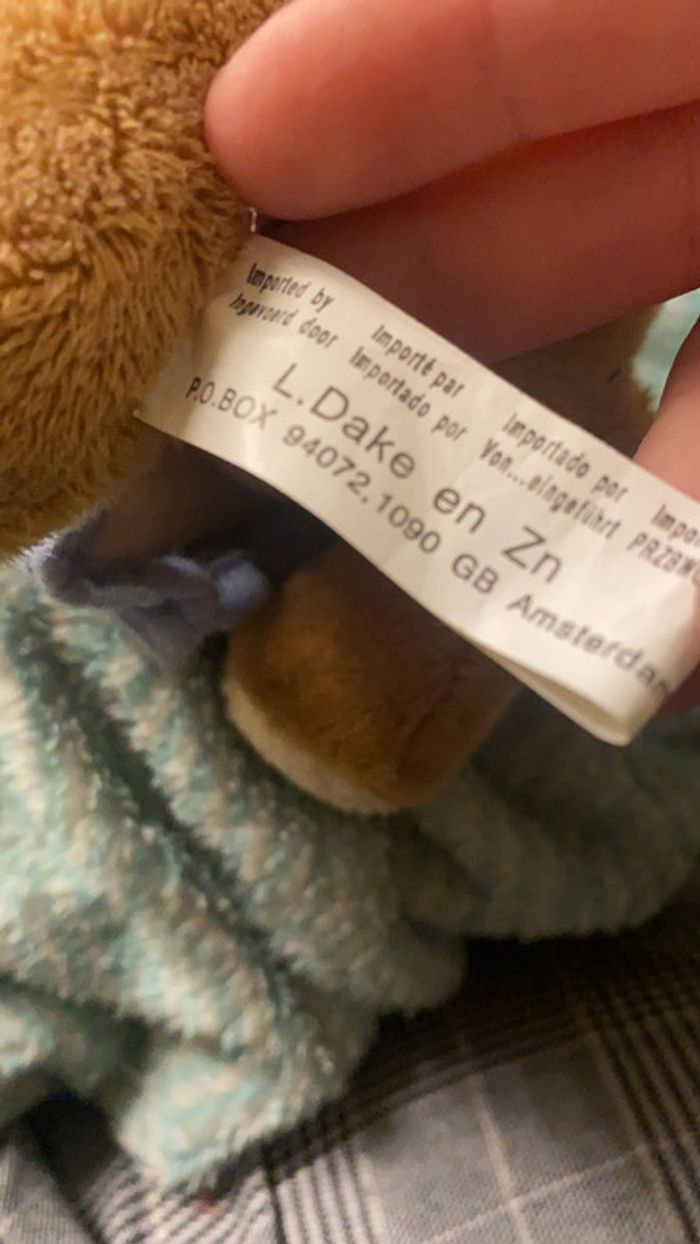 Imported by Importé par Importado por
Ingevoerd door Importado por Von...eingeführt
L.Dake en Zn
P.O.BOX 94072,1090 GB Amsterdam